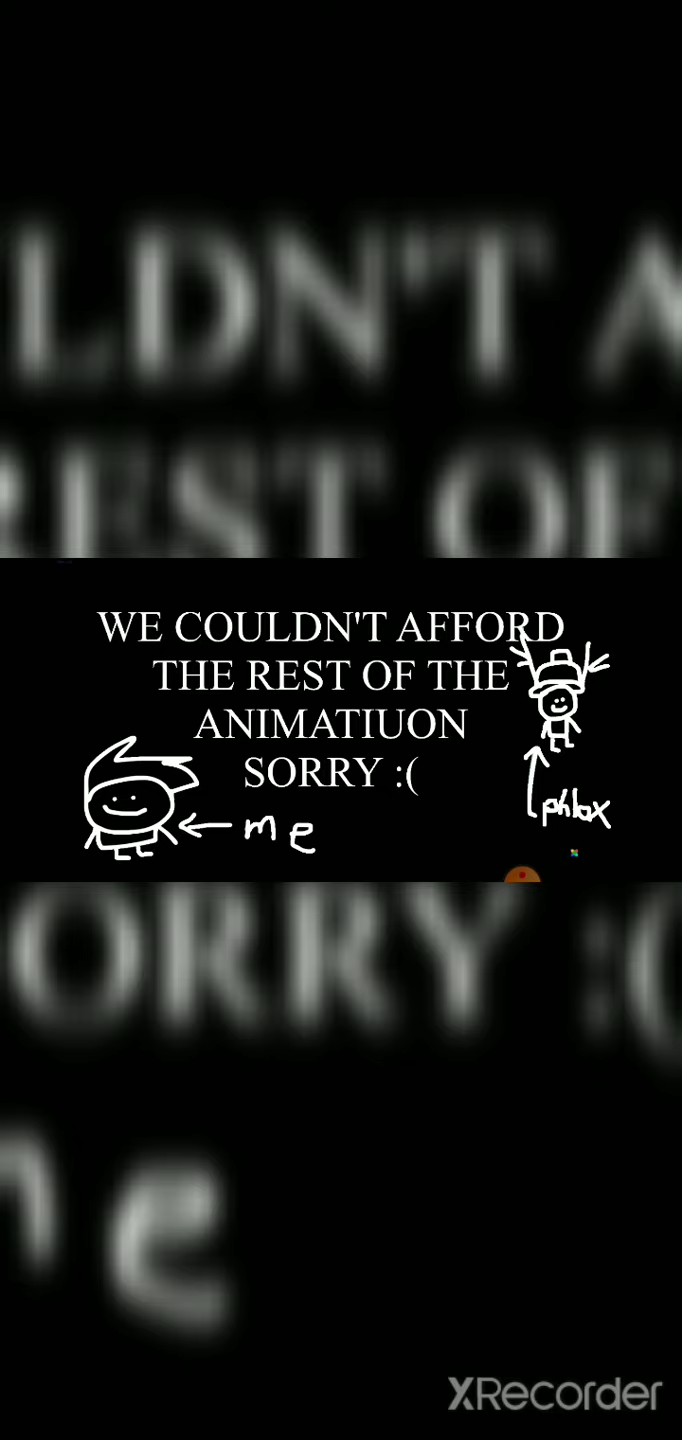 WE COULDN'T AFFORD
THE REST OF THE
ANIMATIUON
SORRY :(
me
phlox
XRecorder